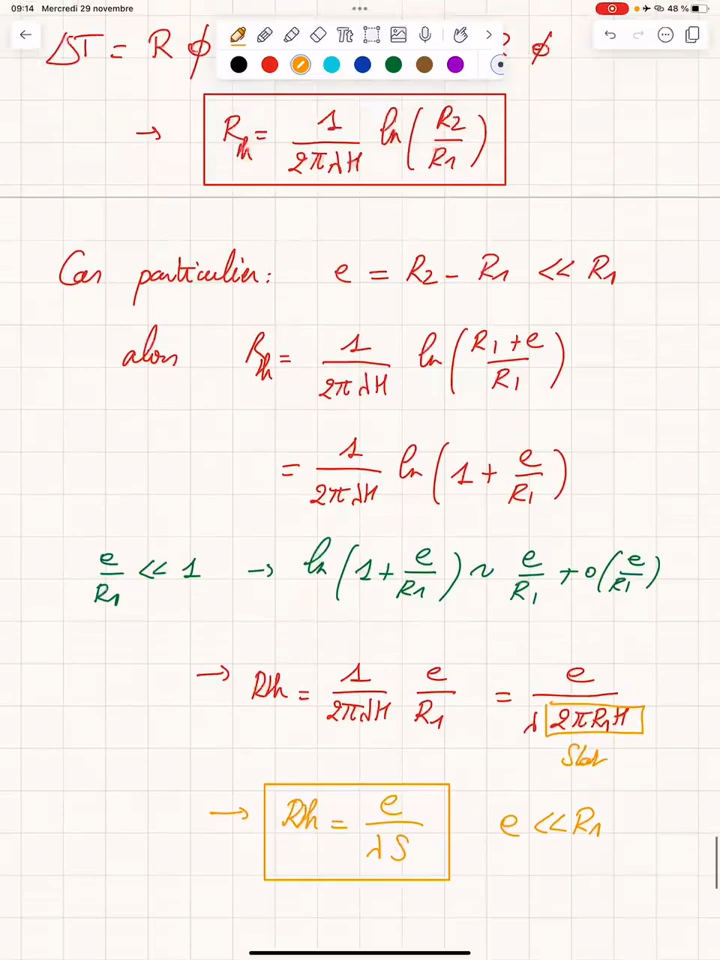 09:14 Mercredi 29 novembre 48 %
ΔT = R ϕ ϕ
→ Rth = 1/(2πλH) ln(R2/R1)
Cas particulier : e = R2 - R1 << R1
alors Rth = 1/(2πλH) ln((R1+e)/R1)
= 1/(2πλH) ln(1 + e/R1)
e/R1 << 1 → ln(1 + e/R1) ~ e/R1 + o(e/R1)
→ Rth = 1/(2πλH) e/R1 = e/(λ 2πR1H)
Slat
→ Rth = e/(λS) e << R1